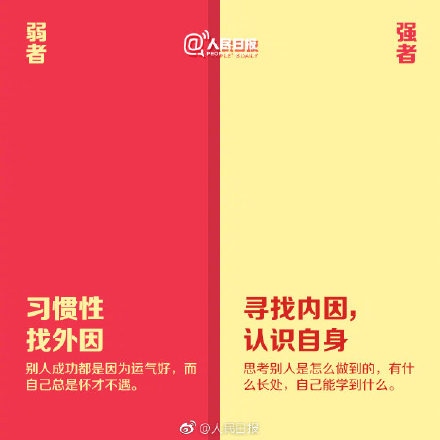 弱者
强者
@人民日报
PEOPLE'S DAILY
习惯性
找外因
别人成功都是因为运气好，而
自己总是怀才不遇。
寻找内因，
认识自身
思考别人是怎么做到的，有什
么长处，自己能学到什么。
@人民日报